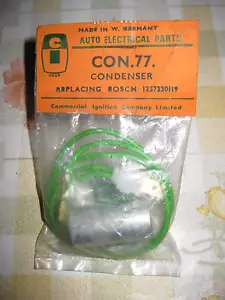 MADE IN W. GERMANY
AUTO ELECTRICAL PARTS
CON.77.
CONDENSER
REPLACING BOSCH 1237330119
Commercial Ignition Company Limited